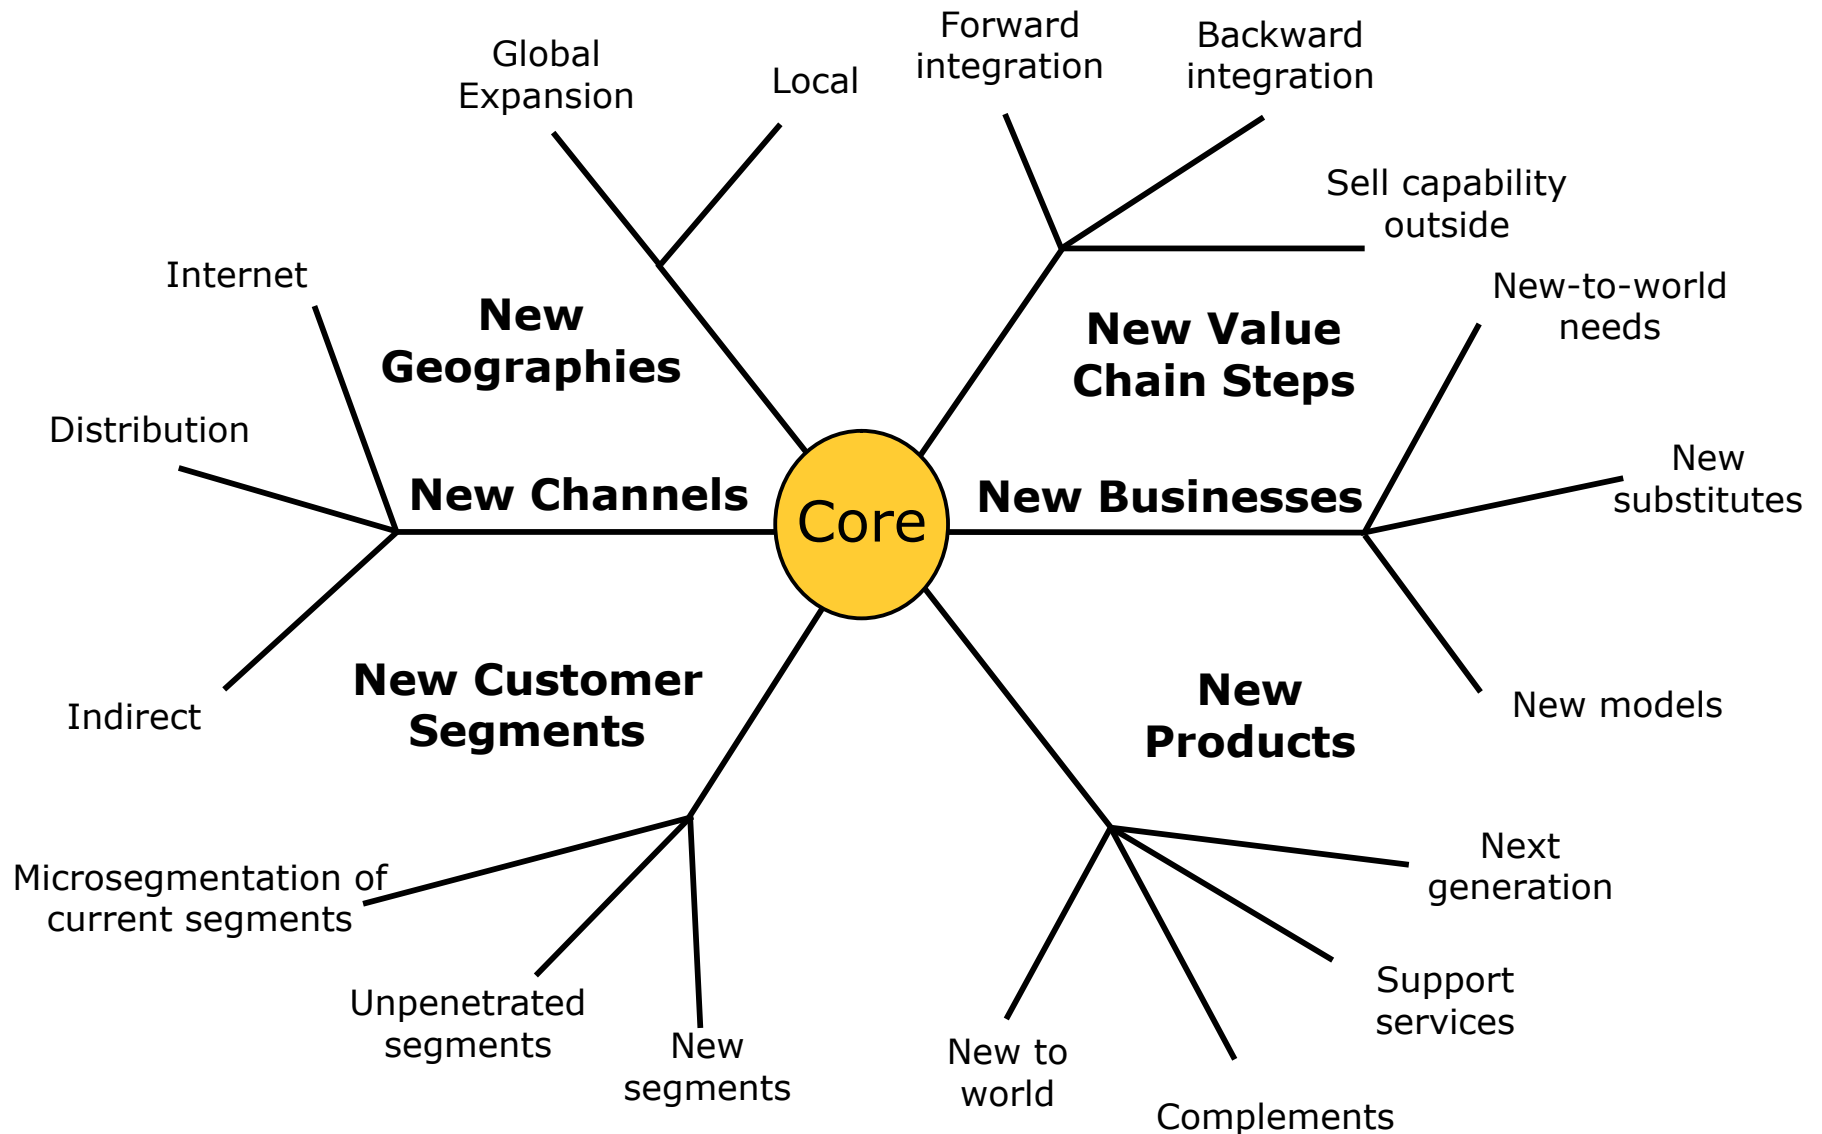 Forward
integration
Backward
integration
Global
Expansion
Local
Sell capability
outside
Internet
New-to-world
needs
New
Geographies
New Value
Chain Steps
Distribution
New
substitutes
New Channels
New Businesses
Core
New Customer
Segments
New
Products
Indirect
New models
Microsegmentation of
current segments
Next
generation
Unpenetrated
segments
Support
services
New
segments
New to
world
Complements